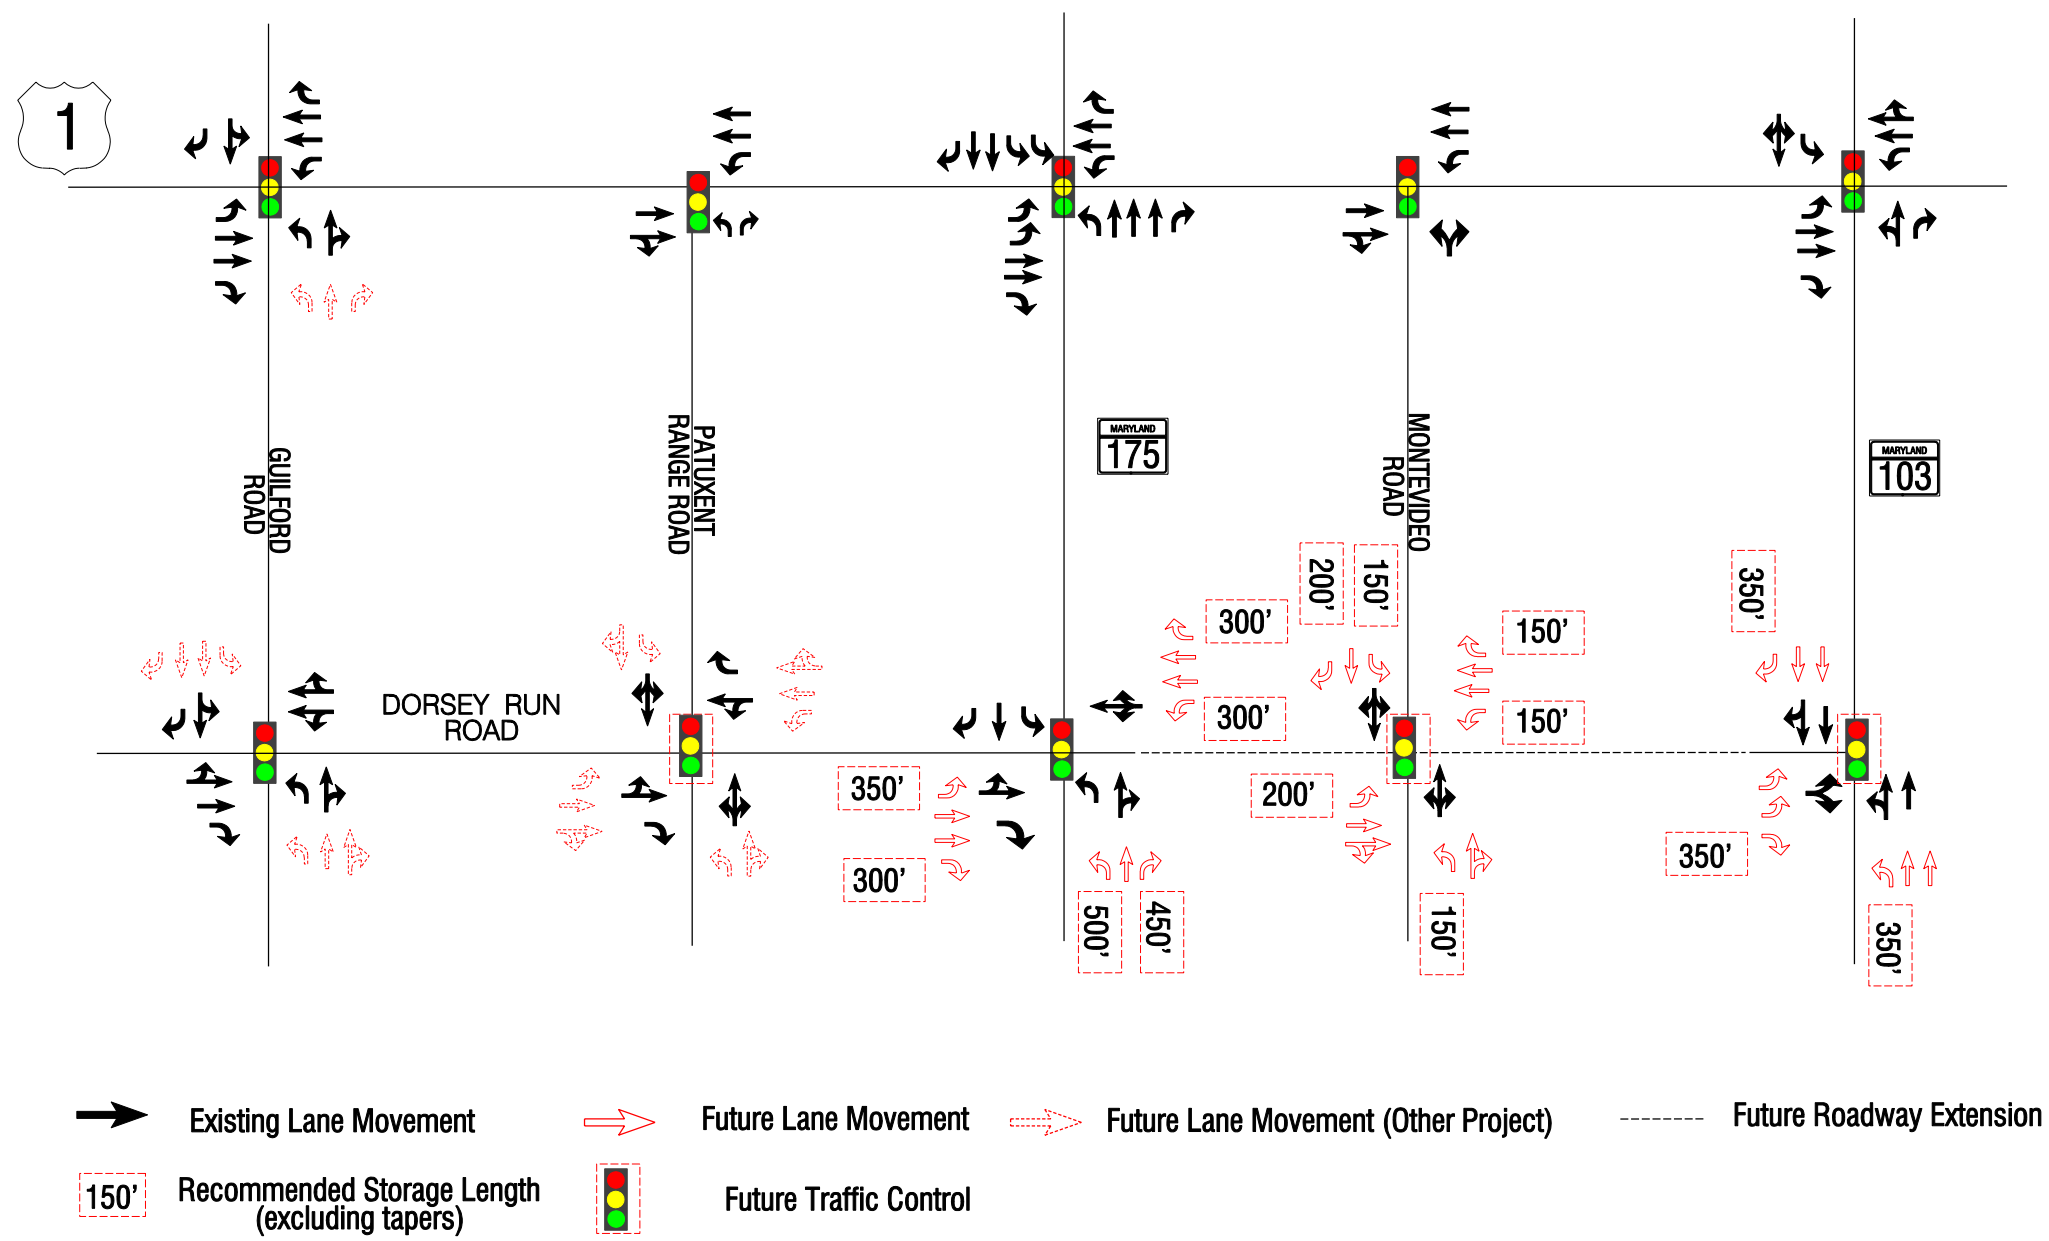 1
MARYLAND
175
MARYLAND
103
GUILFORD
ROAD
PATUXENT
RANGE ROAD
MONTEVIDEO
ROAD
200’
150’
350’
300’
150’
DORSEY RUN
ROAD
300’
150’
350’
200’
300’
350’
500’
450’
150’
350’
Existing Lane Movement
Future Lane Movement
Future Lane Movement (Other Project)
Future Roadway Extension
150’
Recommended Storage Length
(excluding tapers)
Future Traffic Control